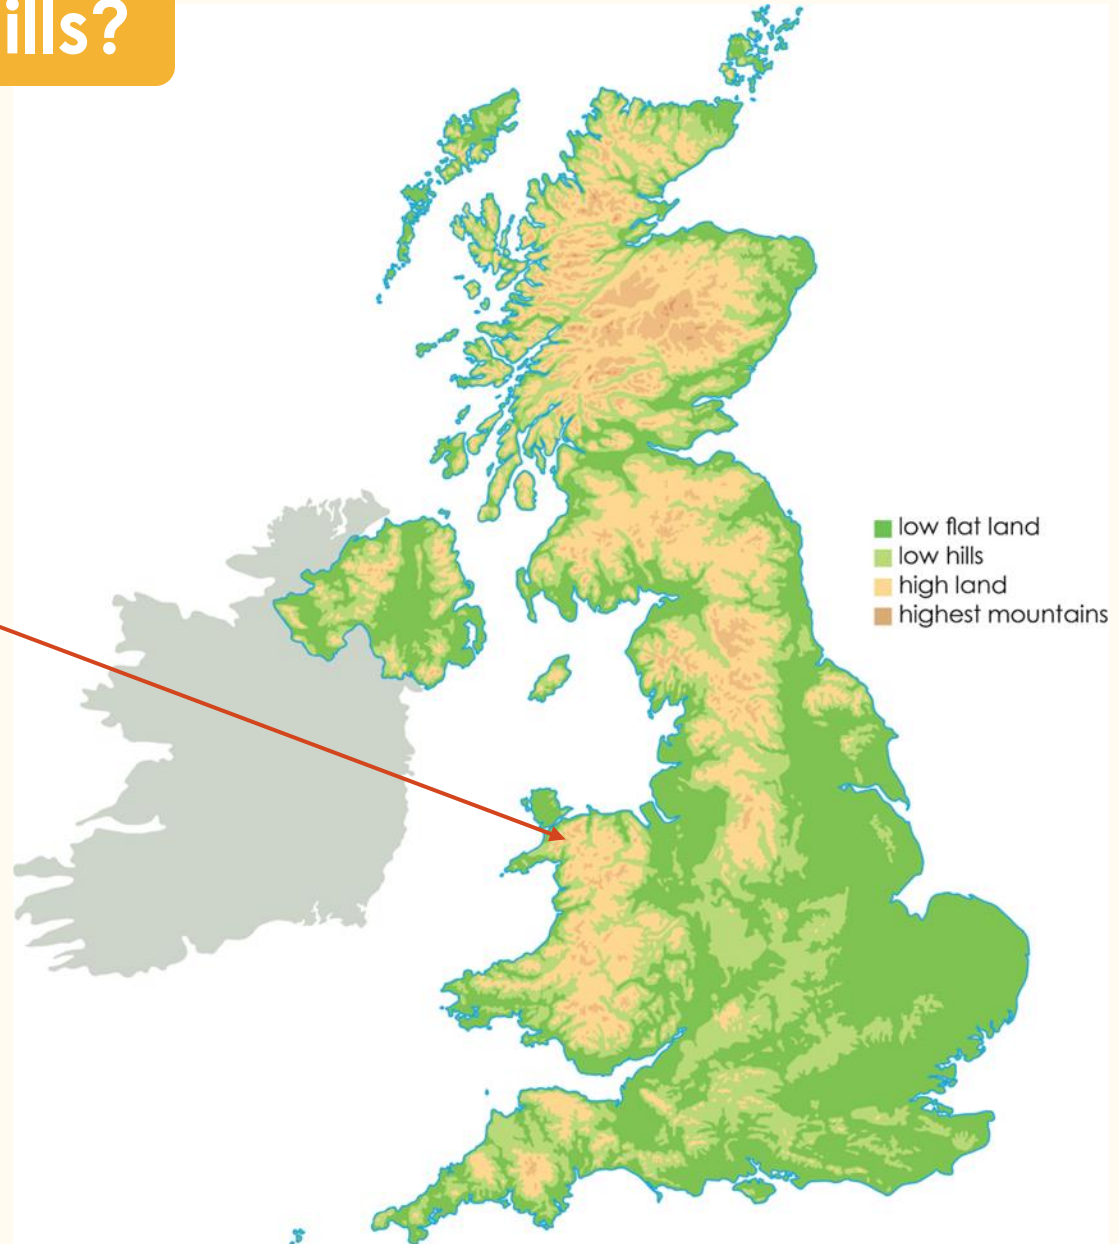 ills?
low flat land
low hills
high land
highest mountains